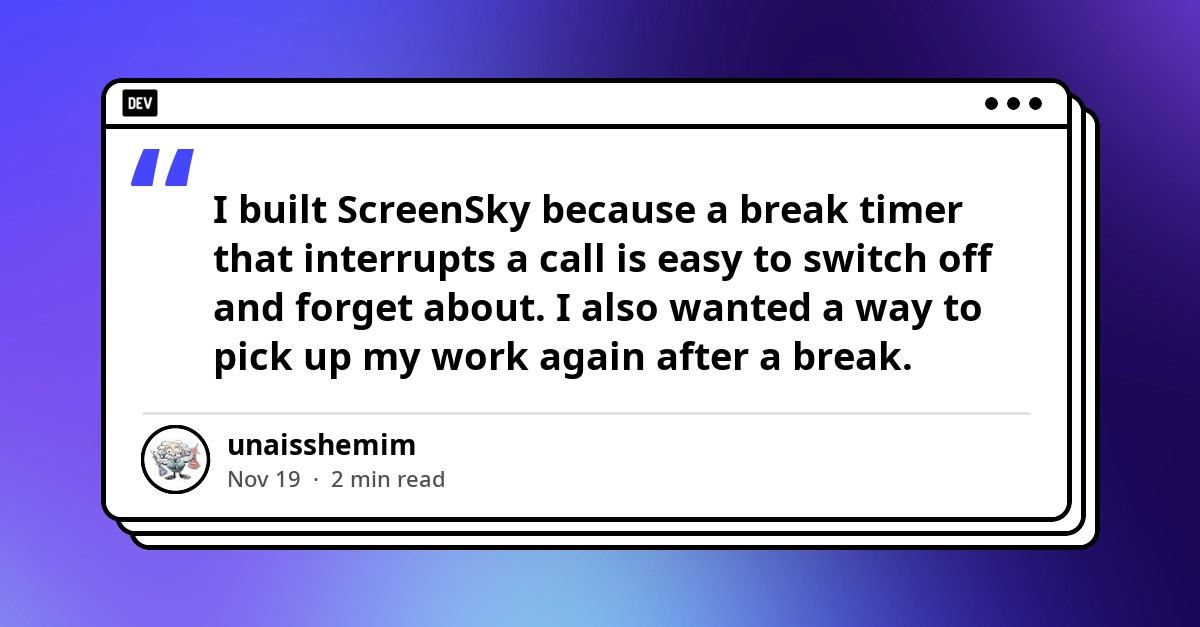 DEV
“
I built ScreenSky because a break timer
that interrupts a call is easy to switch off
and forget about. I also wanted a way to
pick up my work again after a break.
unaisshemim
Nov 19 · 2 min read